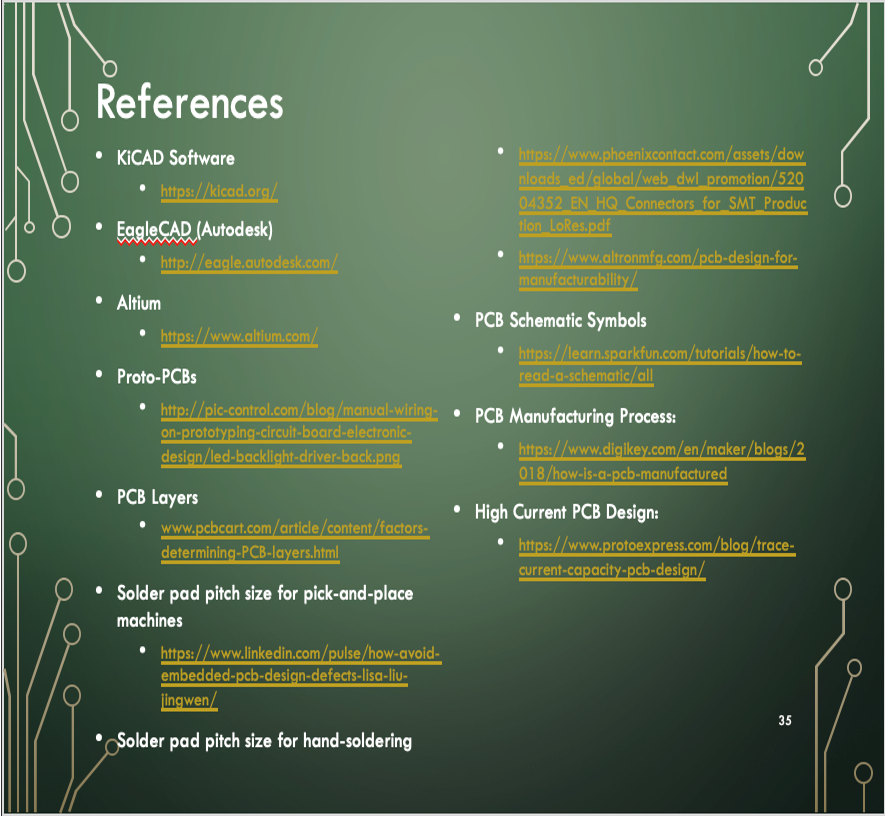 References
KiCAD Software
https://kicad.org/
EagleCAD (Autodesk)
http://eagle.autodesk.com/
Altium
https://www.altium.com/
Proto-PCBs
http://pic-control.com/blog/manual-wiring-
on-prototyping-circuit-board-electronic-
design/led-backlight-driver-back.png
PCB Layers
www.pcbcart.com/article/content/factors-
determining-PCB-layers.html
Solder pad pitch size for pick-and-place
machines
https://www.linkedin.com/pulse/how-avoid-
embedded-pcb-design-defects-lisa-liu-
jingwen/
Solder pad pitch size for hand-soldering
https://www.phoenixcontact.com/assets/dow
nloads_ed/global/web_dwl_promotion/520
04352_EN_HQ_Connectors_for_SMT_Produc
tion_LoRes.pdf
https://www.altronmfg.com/pcb-design-for-
manufacturability/
PCB Schematic Symbols
https://learn.sparkfun.com/tutorials/how-to-
read-a-schematic/all
PCB Manufacturing Process:
https://www.digikey.com/en/maker/blogs/2
018/how-is-a-pcb-manufactured
High Current PCB Design:
https://www.protoexpress.com/blog/trace-
current-capacity-pcb-design/
35